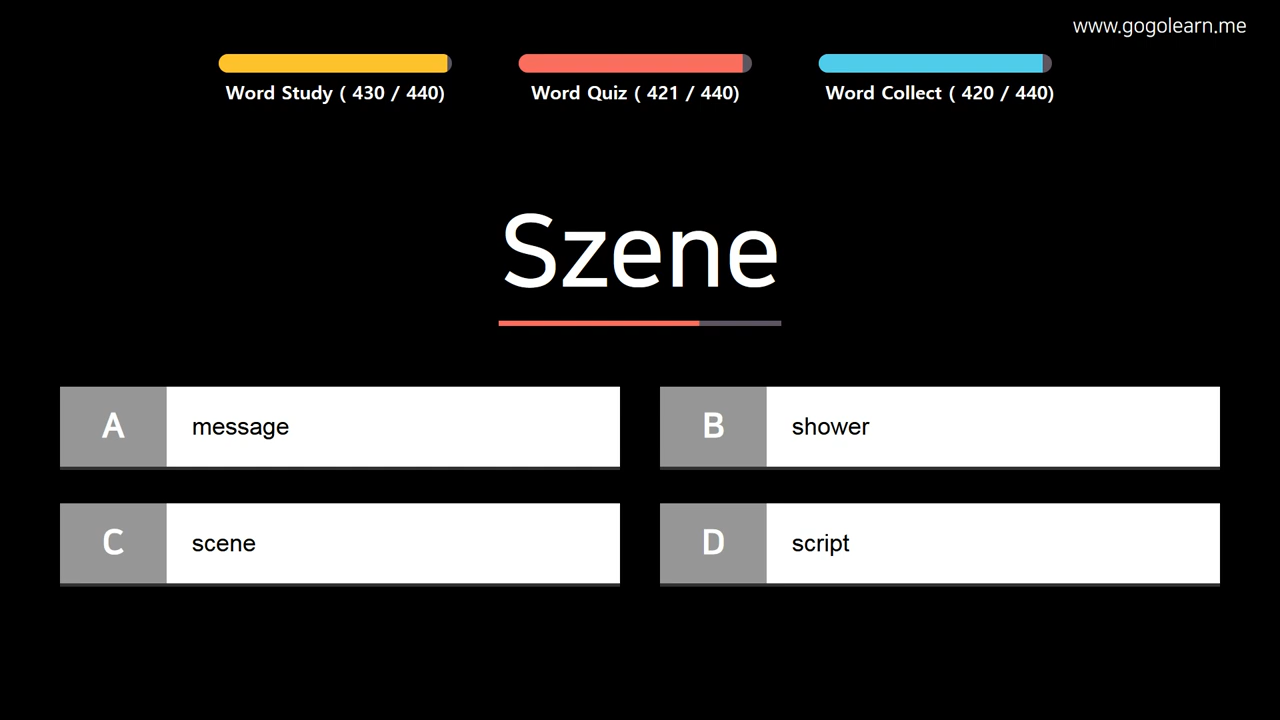 www.gogolearn.me
Word Study ( 430 / 440)
Word Quiz ( 421 / 440)
Word Collect ( 420 / 440)
Szene
A message
B shower
C scene
D script